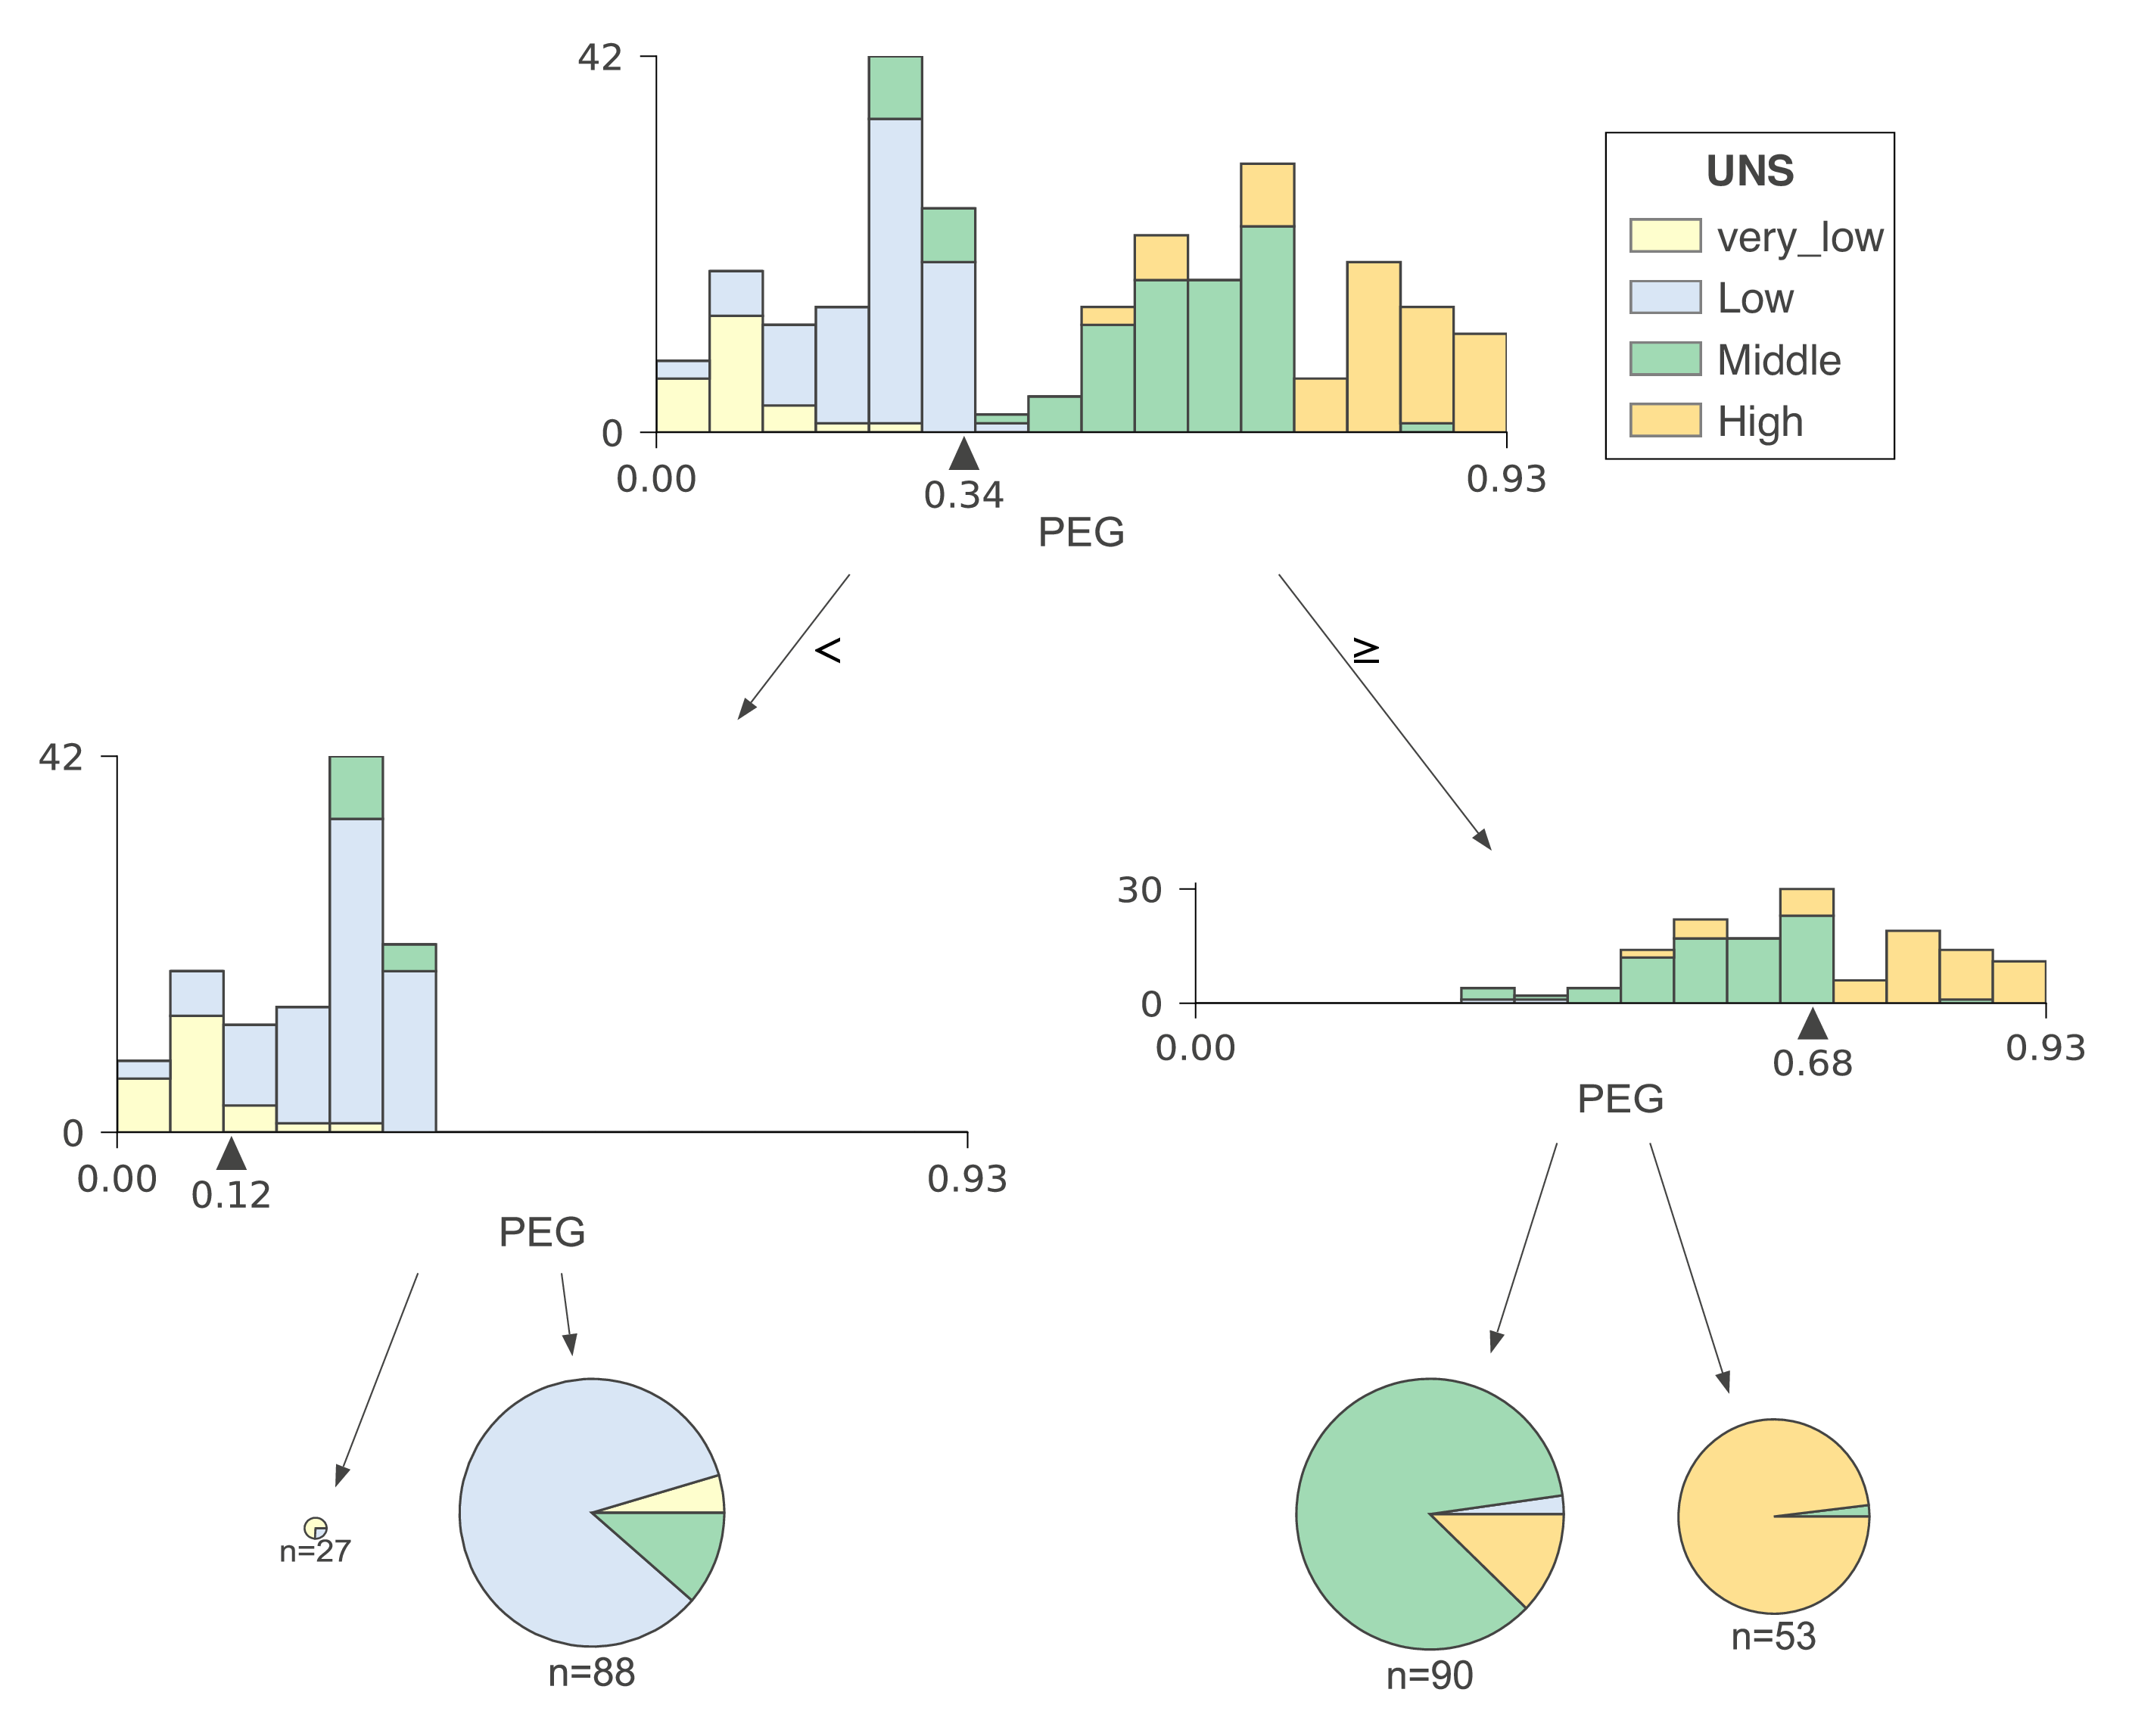 42
0
0.00
0.34
0.93
PEG
UNS
very_low
Low
Middle
High
<
≥
42
0
0.00
0.12
0.93
PEG
30
0
0.00
0.68
0.93
PEG
n=27
n=88
n=90
n=53